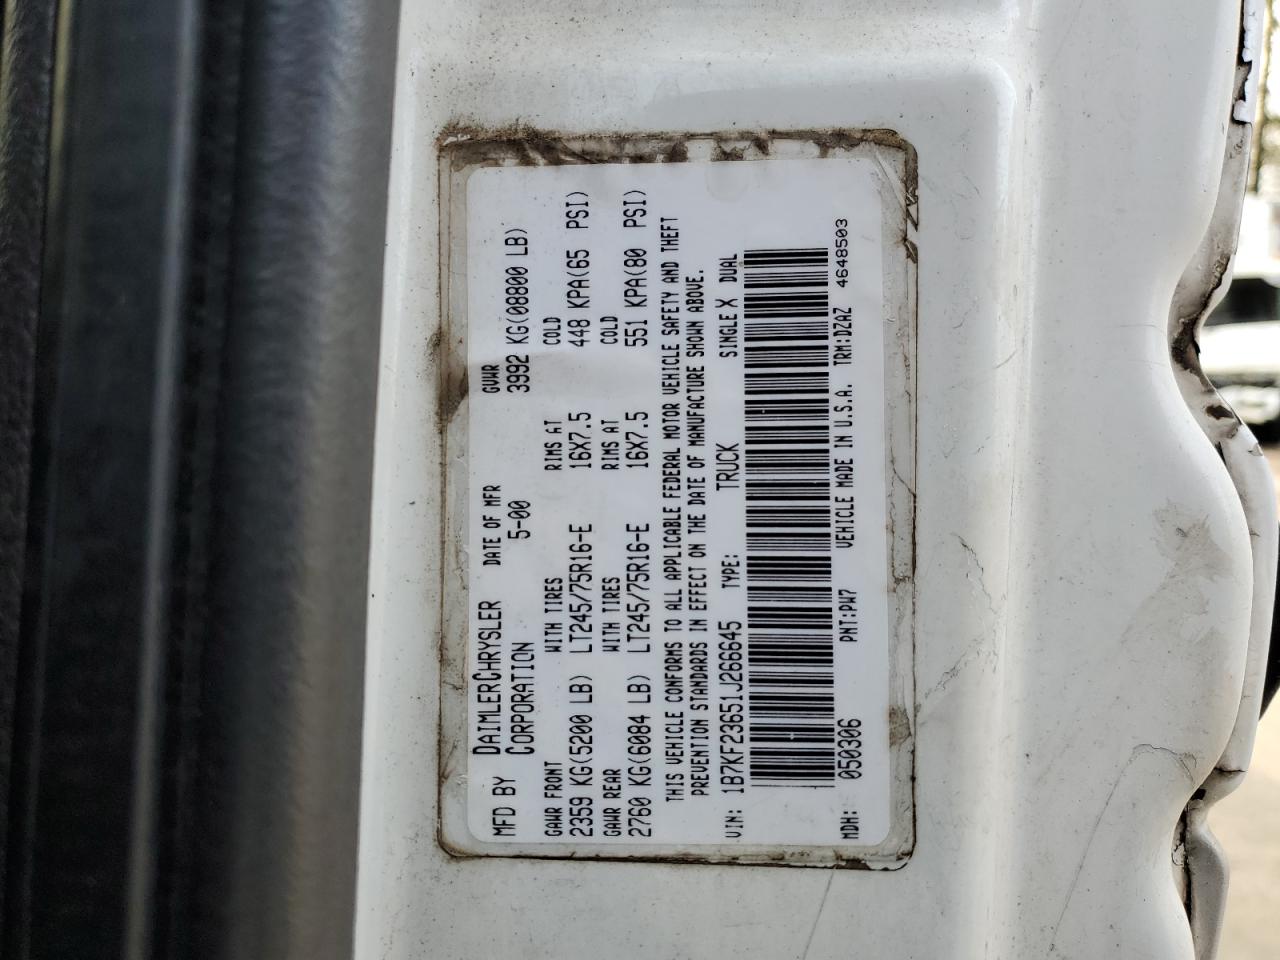 MFD BY DAIMLERCHRYSLER CORPORATION DATE OF MFR 5-00 GVWR 3992 KG(08800 LB)
GAWR FRONT WITH TIRES RIMS AT COLD
2359 KG(5200 LB) LT245/75R16-E 16X7.5 448 KPA(65 PSI)
GAWR REAR WITH TIRES RIMS AT COLD
2760 KG(6084 LB) LT245/75R16-E 16X7.5 551 KPA(80 PSI)
THIS VEHICLE CONFORMS TO ALL APPLICABLE FEDERAL MOTOR VEHICLE SAFETY AND THEFT
PREVENTION STANDARDS IN EFFECT ON THE DATE OF MANUFACTURE SHOWN ABOVE.
VIN: 1B7KF23651J266645 TYPE: TRUCK SINGLE X DUAL
MDH: 050306 PNT:PW7 VEHICLE MADE IN U.S.A. TRM:DZAZ 4648503